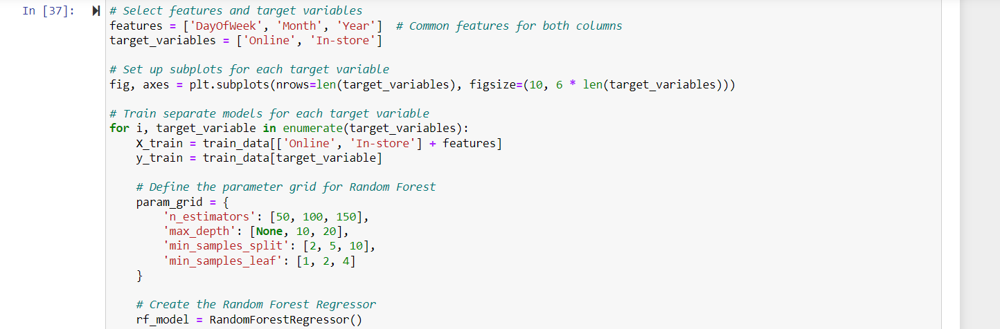 In [37]:
# Select features and target variables
features = ['DayOfWeek', 'Month', 'Year']  # Common features for both columns
target_variables = ['Online', 'In-store']

# Set up subplots for each target variable
fig, axes = plt.subplots(nrows=len(target_variables), figsize=(10, 6 * len(target_variables)))

# Train separate models for each target variable
for i, target_variable in enumerate(target_variables):
    X_train = train_data[['Online', 'In-store'] + features]
    y_train = train_data[target_variable]

    # Define the parameter grid for Random Forest
    param_grid = {
        'n_estimators': [50, 100, 150],
        'max_depth': [None, 10, 20],
        'min_samples_split': [2, 5, 10],
        'min_samples_leaf': [1, 2, 4]
    }

    # Create the Random Forest Regressor
    rf_model = RandomForestRegressor()